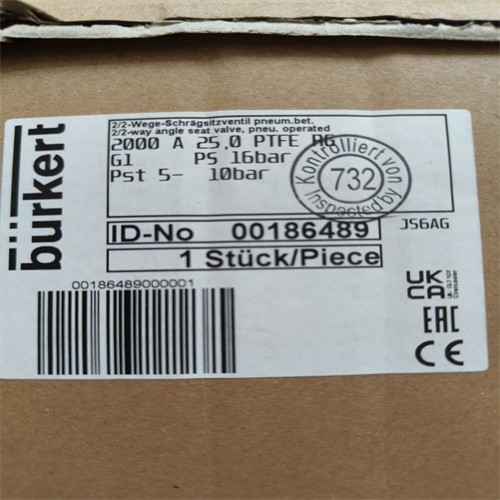 bürkert
2/2-Wege-Schrägsitzventil pneum.bet.
2/2-way angle seat valve, pneu. operated
2000 A 25,0 PTFE RG
G1 PS 16bar
Pst 5- 10bar
Kontrolliert von
732
Inspected by
ID-No 00186489
JS6AG
1 Stück/Piece
00186489000001
UK
CA
EAC
CE